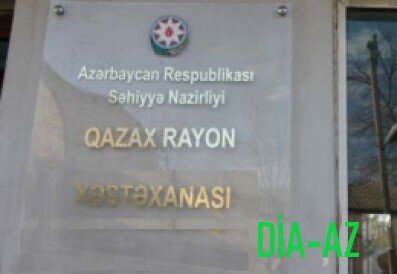 Azərbaycan Respublikası
Səhiyyə Nazirliyi
QAZAX RAYON
XƏSTƏXANASI
DİA-AZ